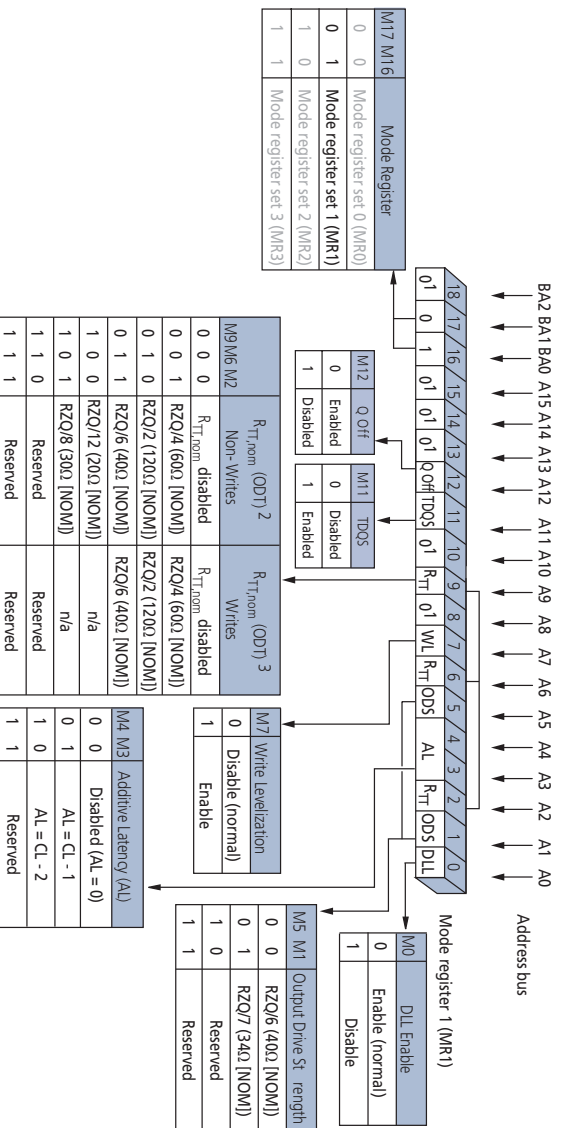 BA2 BA1 BA0 A15 A14 A13 A12 A11 A10 A9 A8 A7 A6 A5 A4 A3 A2 A1 A0 Address bus
18 17 16 15 14 13 12 11 10 9 8 7 6 5 4 3 2 1 0
0¹ 0 1 0¹ 0¹ 0¹ Q Off TDQS 0¹ RTT 0¹ WL RTT ODS AL RTT ODS DLL
Mode register 1 (MR1)
M17 M16 Mode Register
0 0 Mode register set 0 (MR0)
0 1 Mode register set 1 (MR1)
1 0 Mode register set 2 (MR2)
1 1 Mode register set 3 (MR3)
M12 Q Off
0 Enabled
1 Disabled
M11 TDQS
0 Disabled
1 Enabled
M7 Write Levelization
0 Disable (normal)
1 Enable
M0 DLL Enable
0 Enable (normal)
1 Disable
M5 M1 Output Drive St rength
0 0 RZQ/6 (40Ω [NOM])
0 1 RZQ/7 (34Ω [NOM])
1 0 Reserved
1 1 Reserved
M9 M6 M2 RTT,nom (ODT) 2 Non- Writes RTT,nom (ODT) 3 Writes
0 0 0 RTT,nom disabled RTT,nom disabled
0 0 1 RZQ/4 (60Ω [NOM]) RZQ/4 (60Ω [NOM])
0 1 0 RZQ/2 (120Ω [NOM]) RZQ/2 (120Ω [NOM])
0 1 1 RZQ/6 (40Ω [NOM]) RZQ/6 (40Ω [NOM])
1 0 0 RZQ/12 (20Ω [NOM]) n/a
1 0 1 RZQ/8 (30Ω [NOM]) n/a
1 1 0 Reserved Reserved
1 1 1 Reserved Reserved
M4 M3 Additive Latency (AL)
0 0 Disabled (AL = 0)
0 1 AL = CL - 1
1 0 AL = CL - 2
1 1 Reserved